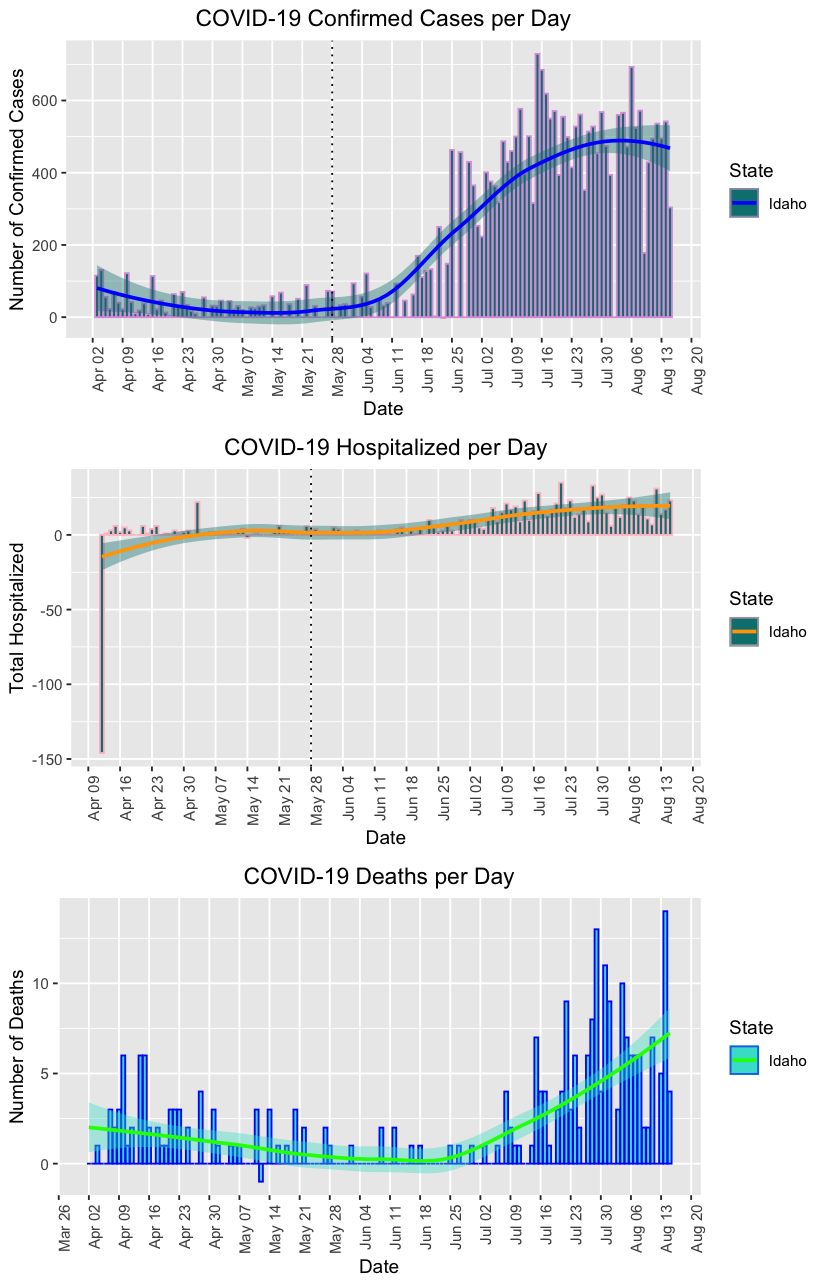 COVID-19 Confirmed Cases per Day
Number of Confirmed Cases
600
400
200
0
Apr 02
Apr 09
Apr 16
Apr 23
Apr 30
May 07
May 14
May 21
May 28
Jun 04
Jun 11
Jun 18
Jun 25
Jul 02
Jul 09
Jul 16
Jul 23
Jul 30
Aug 06
Aug 13
Aug 20
Date
State
Idaho
COVID-19 Hospitalized per Day
Total Hospitalized
0
-50
-100
-150
Apr 09
Apr 16
Apr 23
Apr 30
May 07
May 14
May 21
May 28
Jun 04
Jun 11
Jun 18
Jun 25
Jul 02
Jul 09
Jul 16
Jul 23
Jul 30
Aug 06
Aug 13
Aug 20
Date
State
Idaho
COVID-19 Deaths per Day
Number of Deaths
10
5
0
Mar 26
Apr 02
Apr 09
Apr 16
Apr 23
Apr 30
May 07
May 14
May 21
May 28
Jun 04
Jun 11
Jun 18
Jun 25
Jul 02
Jul 09
Jul 16
Jul 23
Jul 30
Aug 06
Aug 13
Aug 20
Date
State
Idaho